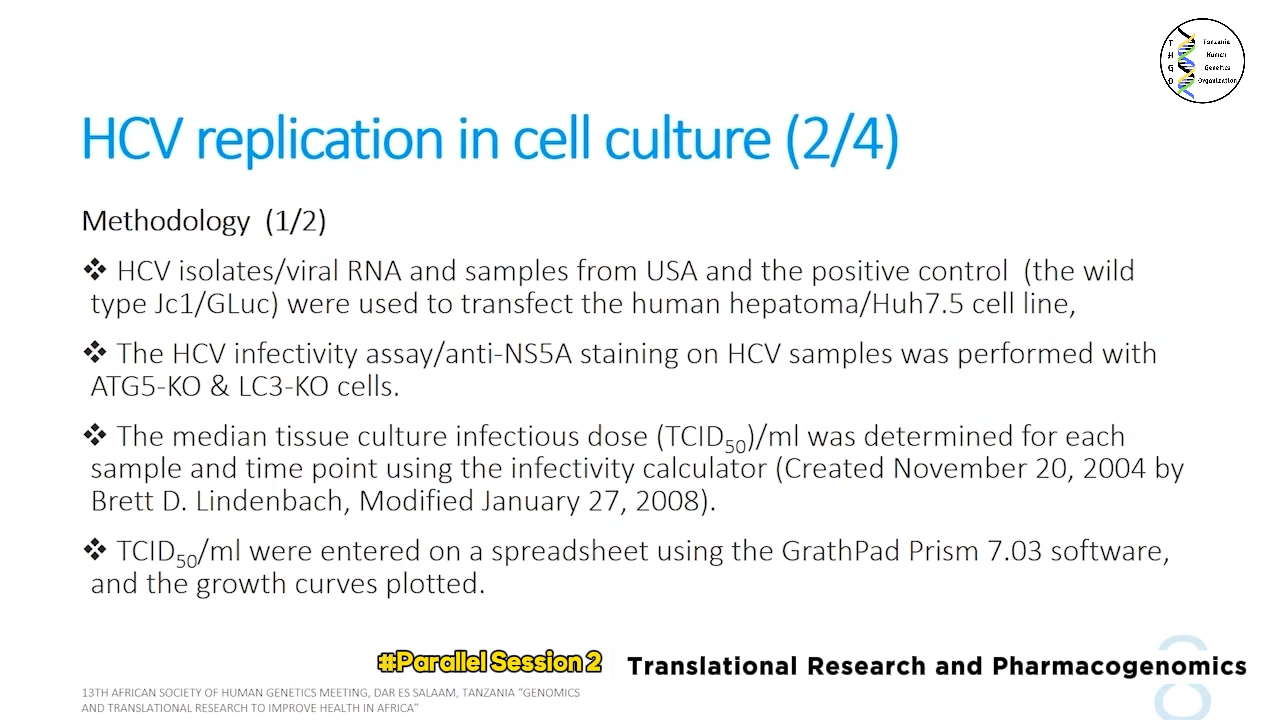 T Tanzania
H Human
G Genetics
O Organization
HCV replication in cell culture (2/4)
Methodology (1/2)
❖ HCV isolates/viral RNA and samples from USA and the positive control (the wild
type Jc1/GLuc) were used to transfect the human hepatoma/Huh7.5 cell line,
❖ The HCV infectivity assay/anti-NS5A staining on HCV samples was performed with
ATG5-KO & LC3-KO cells.
❖ The median tissue culture infectious dose (TCID50)/ml was determined for each
sample and time point using the infectivity calculator (Created November 20, 2004 by
Brett D. Lindenbach, Modified January 27, 2008).
❖ TCID50/ml were entered on a spreadsheet using the GrathPad Prism 7.03 software,
and the growth curves plotted.
#Parallel Session 2 Translational Research and Pharmacogenomics
13TH AFRICAN SOCIETY OF HUMAN GENETICS MEETING, DAR ES SALAAM, TANZANIA "GENOMICS
AND TRANSLATIONAL RESEARCH TO IMPROVE HEALTH IN AFRICA"